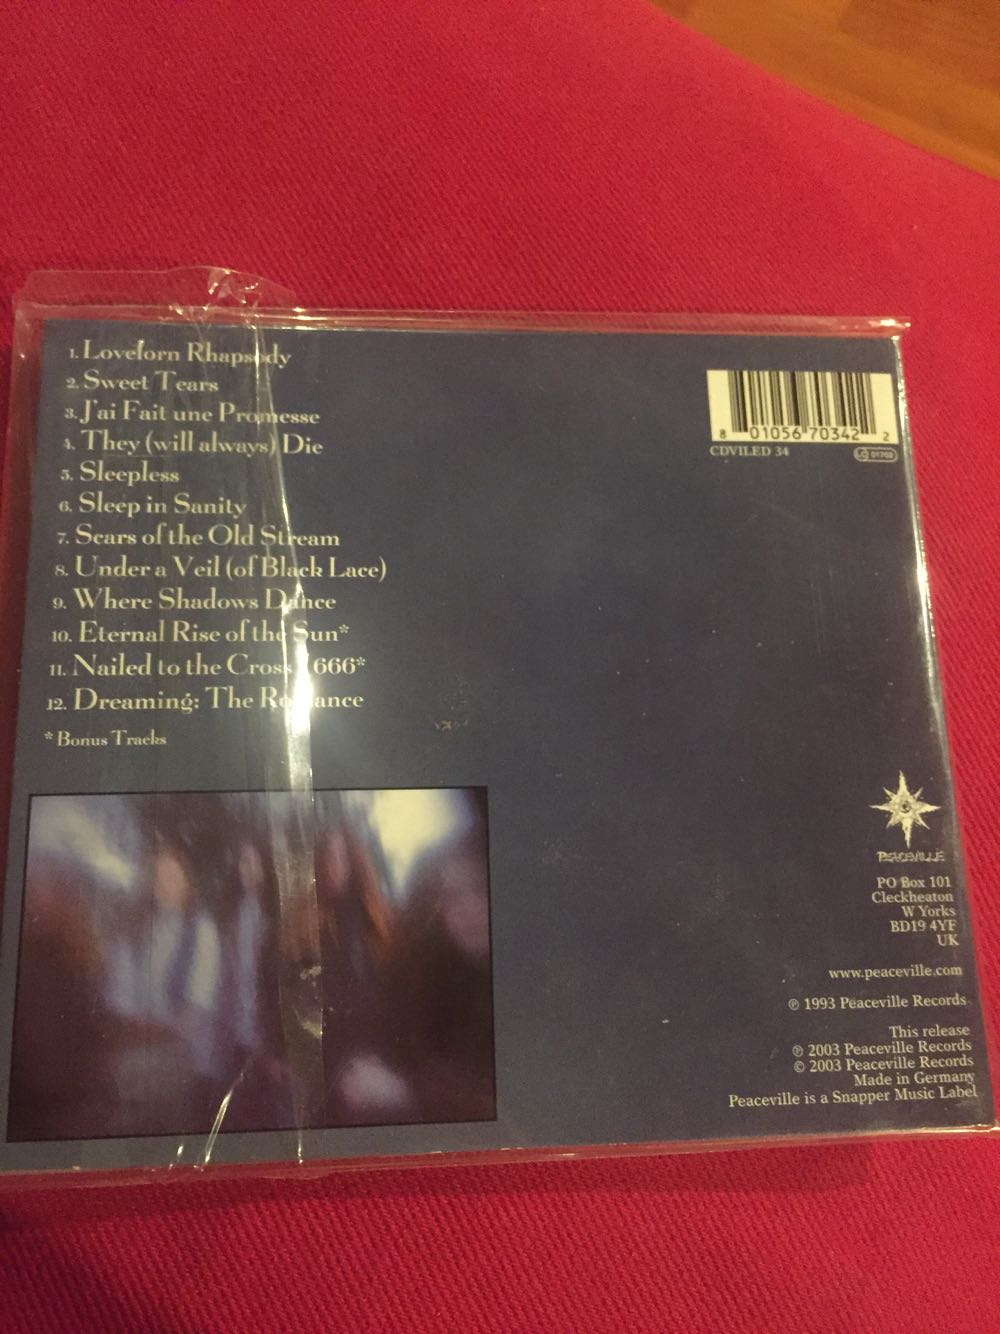 1. Lovelorn Rhapsody
2. Sweet Tears
3. J'ai Fait une Promesse
4. They (will always) Die
5. Sleepless
6. Sleep in Sanity
7. Scars of the Old Stream
8. Under a Veil (of Black Lace)
9. Where Shadows Dance
10. Eternal Rise of the Sun*
11. Nailed to the Cross 666*
12. Dreaming: The Romance
* Bonus Tracks
8 01056 70342 2
CDVILED 34
LC 01702
PEACEVILLE
PO Box 101
Cleckheaton
W Yorks
BD19 4YF
UK
www.peaceville.com
℗ 1993 Peaceville Records
This release
℗ 2003 Peaceville Records
© 2003 Peaceville Records
Made in Germany
Peaceville is a Snapper Music Label